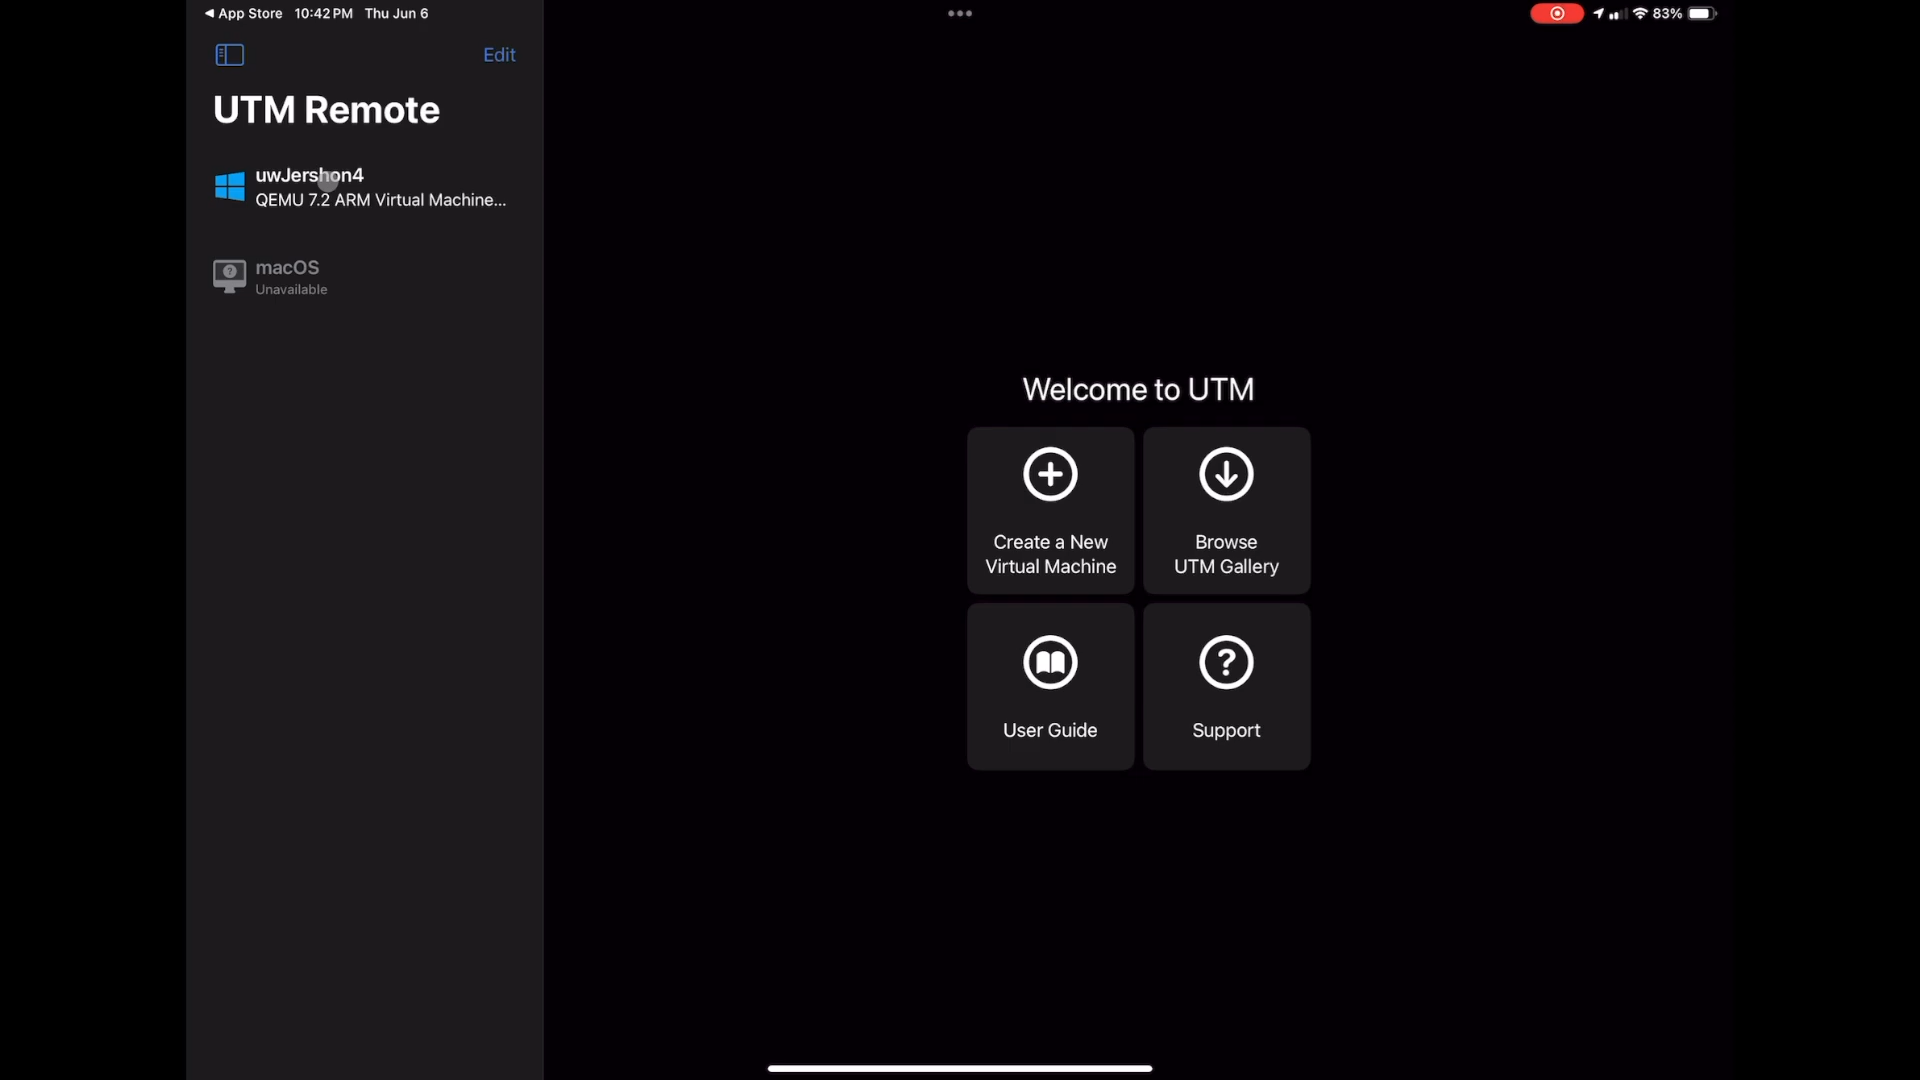 App Store 10:42 PM Thu Jun 6
83%
Edit
UTM Remote
uwJershon4
QEMU 7.2 ARM Virtual Machine...
macOS
Unavailable
Welcome to UTM
Create a New
Virtual Machine
Browse
UTM Gallery
User Guide
Support